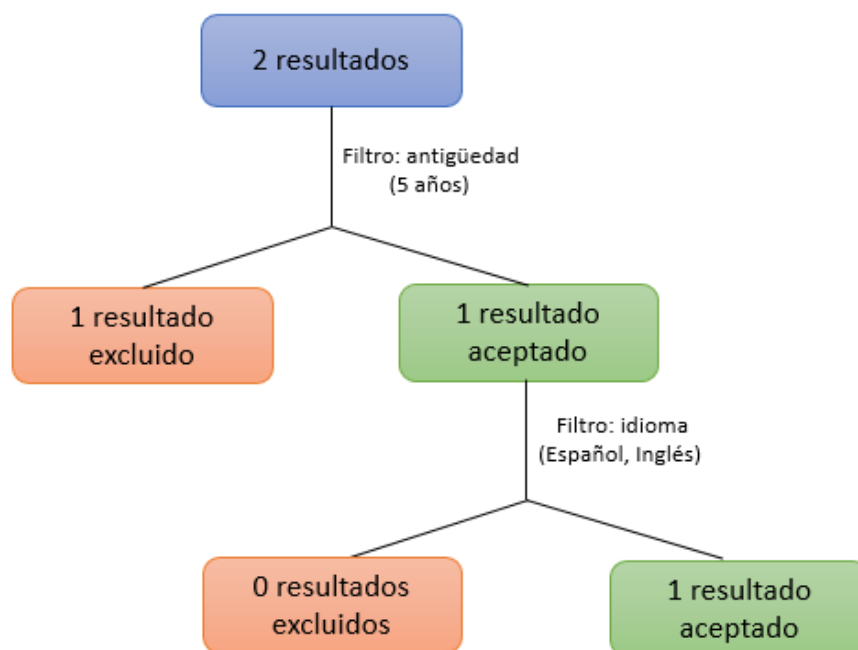 2 resultados
Filtro: antigüedad
(5 años)
1 resultado
excluido
1 resultado
aceptado
Filtro: idioma
(Español, Inglés)
0 resultados
excluidos
1 resultado
aceptado